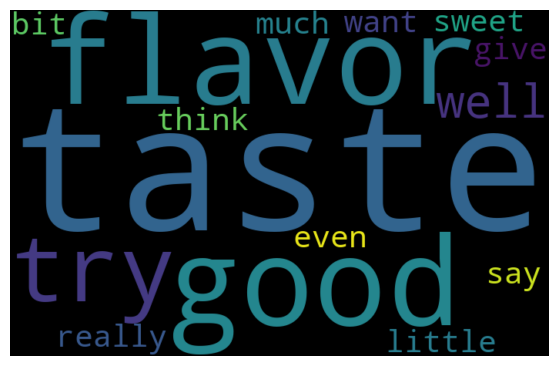 bit much want sweet
flavor give
well
think
taste
even
try good say
really little